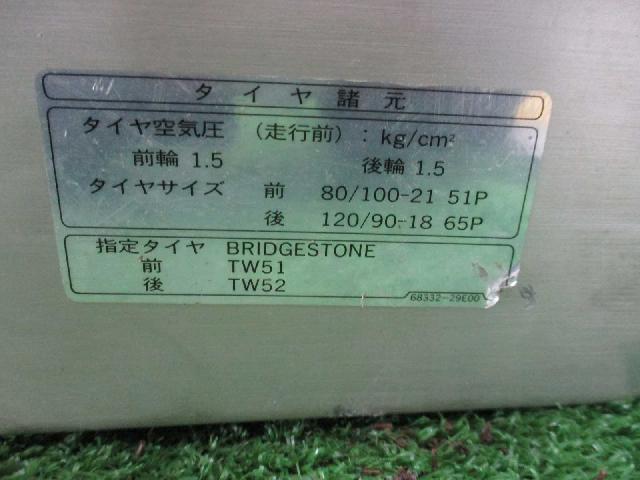 タイヤ諸元
タイヤ空気圧 (走行前) : kg/cm²
前輪 1.5 後輪 1.5
タイヤサイズ 前 80/100-21 51P
後 120/90-18 65P
指定タイヤ BRIDGESTONE
前 TW51
後 TW52
68332-29E00